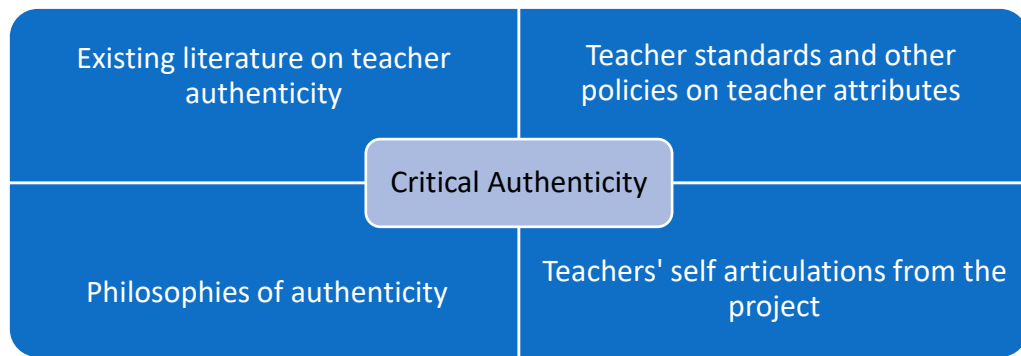 Existing literature on teacher
authenticity
Teacher standards and other
policies on teacher attributes
Critical Authenticity
Philosophies of authenticity
Teachers' self articulations from the
project